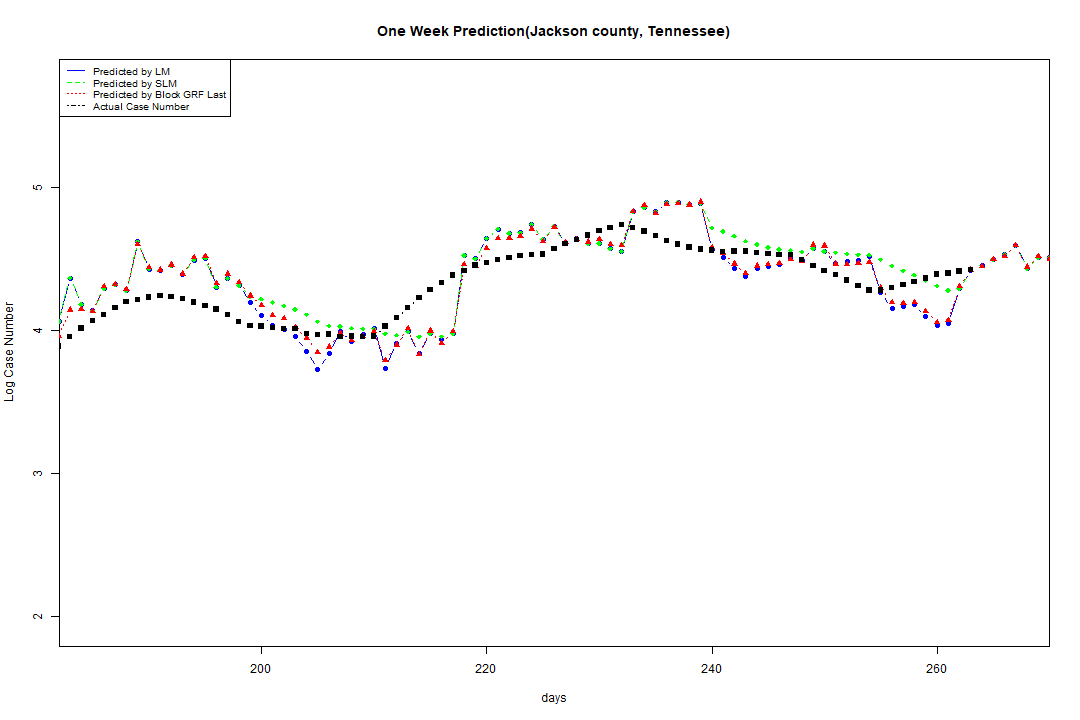 One Week Prediction(Jackson county, Tennessee)
Predicted by LM
Predicted by SLM
Predicted by Block GRF Last
Actual Case Number
5
4
3
2
Log Case Number
200 220 240 260
days